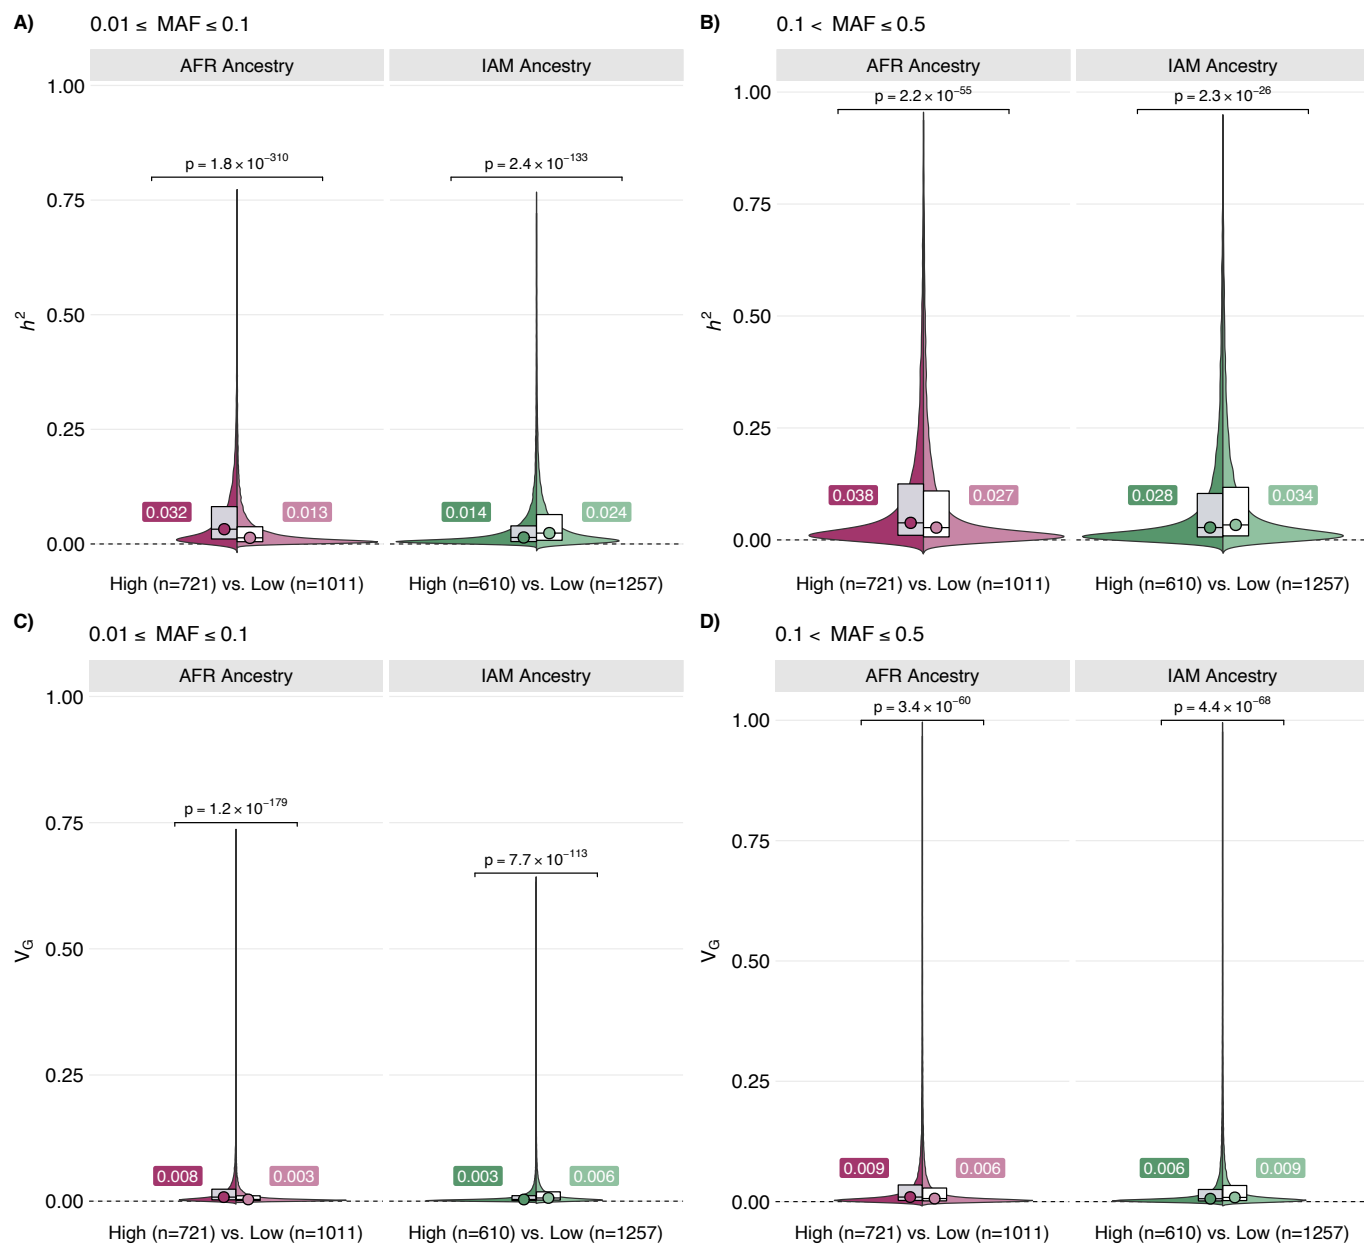 A) 0.01 ≤ MAF ≤ 0.1
AFR Ancestry IAM Ancestry
1.00
0.75
0.50
0.25
0.00
h²
p = 1.8 × 10⁻³¹⁰
p = 2.4 × 10⁻¹³³
0.032 0.013 0.014 0.024
High (n=721) vs. Low (n=1011) High (n=610) vs. Low (n=1257)
B) 0.1 < MAF ≤ 0.5
AFR Ancestry IAM Ancestry
1.00
0.75
0.50
0.25
0.00
h²
p = 2.2 × 10⁻⁵⁵
p = 2.3 × 10⁻²⁶
0.038 0.027 0.028 0.034
High (n=721) vs. Low (n=1011) High (n=610) vs. Low (n=1257)
C) 0.01 ≤ MAF ≤ 0.1
AFR Ancestry IAM Ancestry
1.00
0.75
0.50
0.25
0.00
V_G
p = 1.2 × 10⁻¹⁷⁹
p = 7.7 × 10⁻¹¹³
0.008 0.003 0.003 0.006
High (n=721) vs. Low (n=1011) High (n=610) vs. Low (n=1257)
D) 0.1 < MAF ≤ 0.5
AFR Ancestry IAM Ancestry
1.00
0.75
0.50
0.25
0.00
V_G
p = 3.4 × 10⁻⁶⁰
p = 4.4 × 10⁻⁶⁸
0.009 0.006 0.006 0.009
High (n=721) vs. Low (n=1011) High (n=610) vs. Low (n=1257)